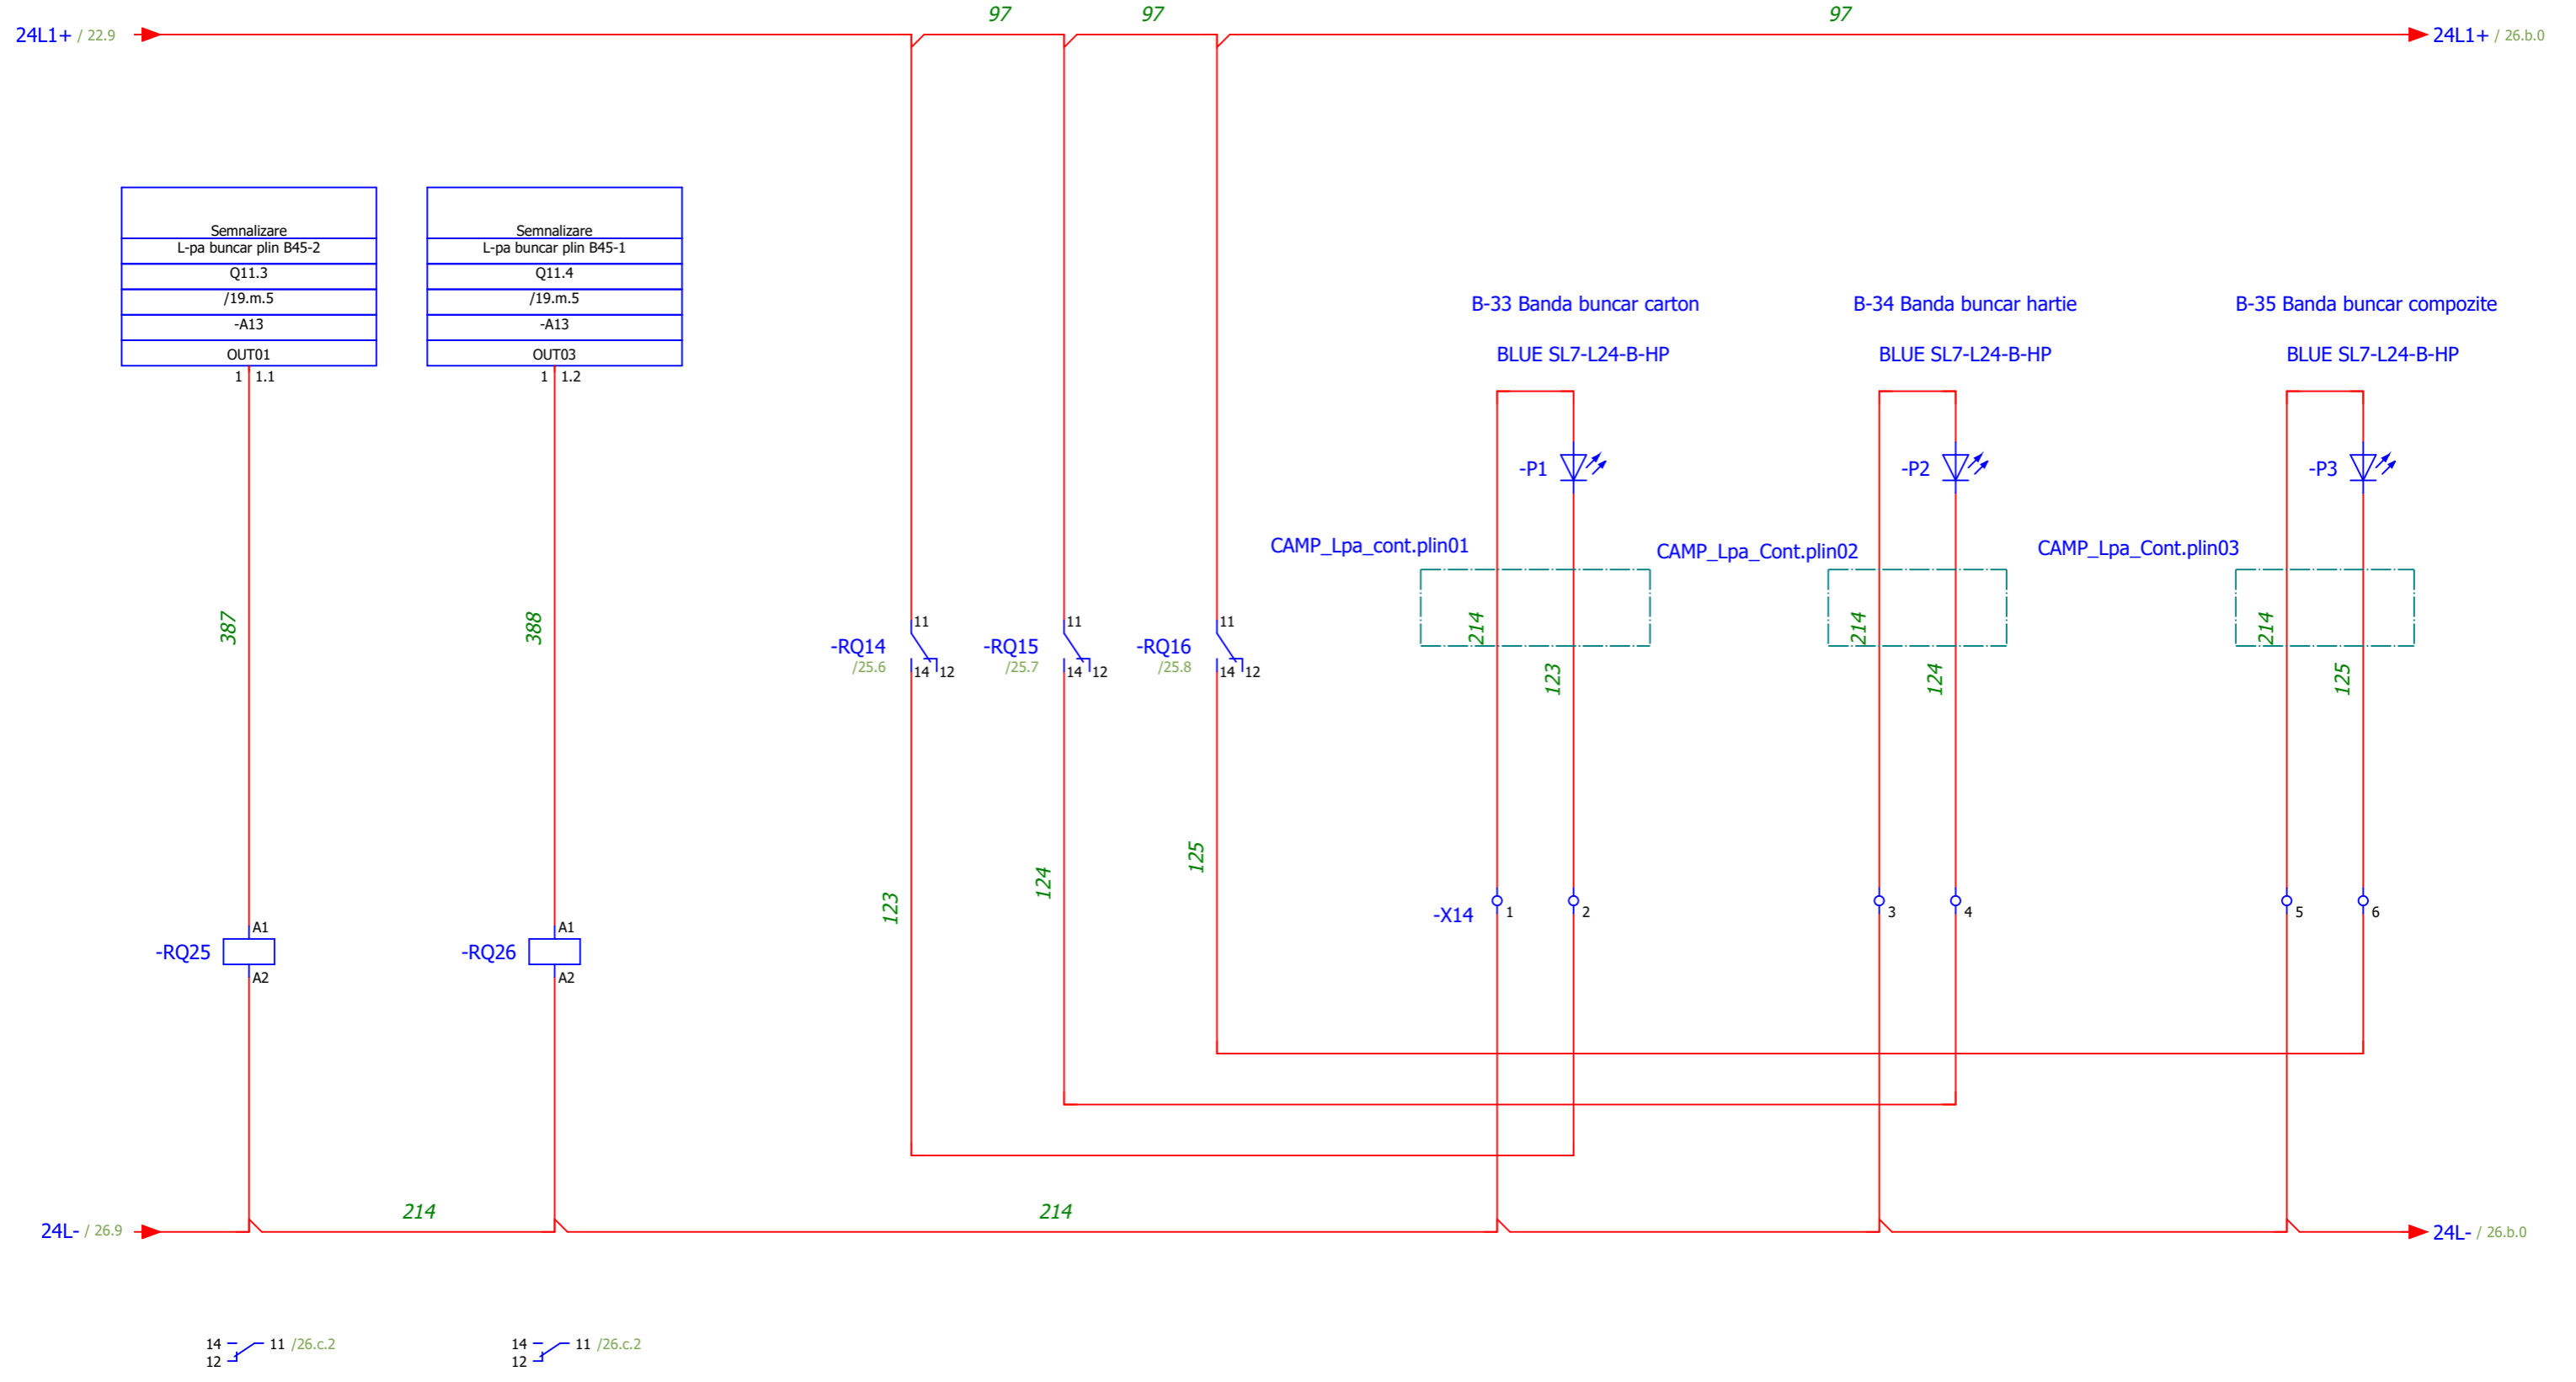 97
97
97
24L1+ / 22.9
24L1+ / 26.b.0
Semnalizare
L-pa buncar plin B45-2
Q11.3
/19.m.5
-A13
OUT01
1 1.1
Semnalizare
L-pa buncar plin B45-1
Q11.4
/19.m.5
-A13
OUT03
1 1.2
B-33 Banda buncar carton
BLUE SL7-L24-B-HP
B-34 Banda buncar hartie
BLUE SL7-L24-B-HP
B-35 Banda buncar compozite
BLUE SL7-L24-B-HP
-P1
-P2
-P3
CAMP_Lpa_cont.plin01
CAMP_Lpa_Cont.plin02
CAMP_Lpa_Cont.plin03
387
388
11
-RQ14
/25.6
14 12
11
-RQ15
/25.7
14 12
11
-RQ16
/25.8
14 12
214
123
214
124
214
125
123
124
125
A1
-RQ25
A2
A1
-RQ26
A2
-X14
1
2
3
4
5
6
214
214
24L- / 26.9
24L- / 26.b.0
14 11 /26.c.2
12
14 11 /26.c.2
12